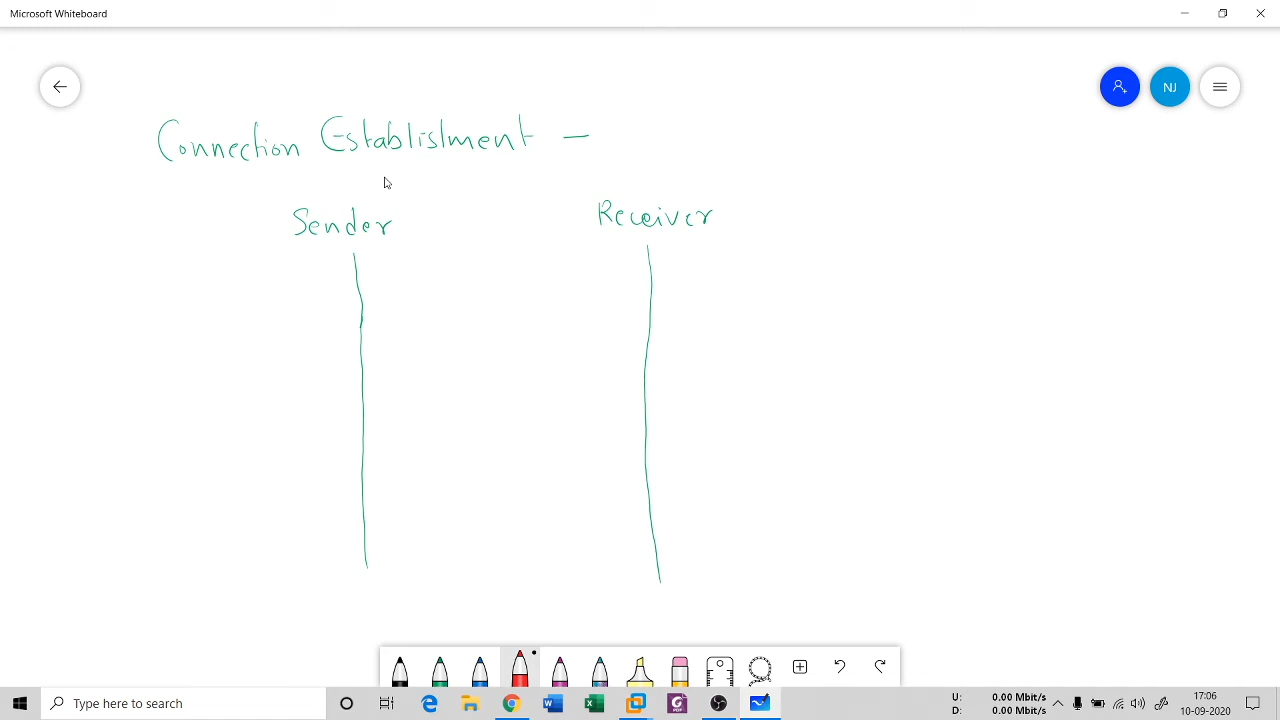 Microsoft Whiteboard
NJ
Connection Establistment —
Sender
Receiver
Type here to search
U: 0.00 Mbit/s
D: 0.00 Mbit/s
17:06
10-09-2020